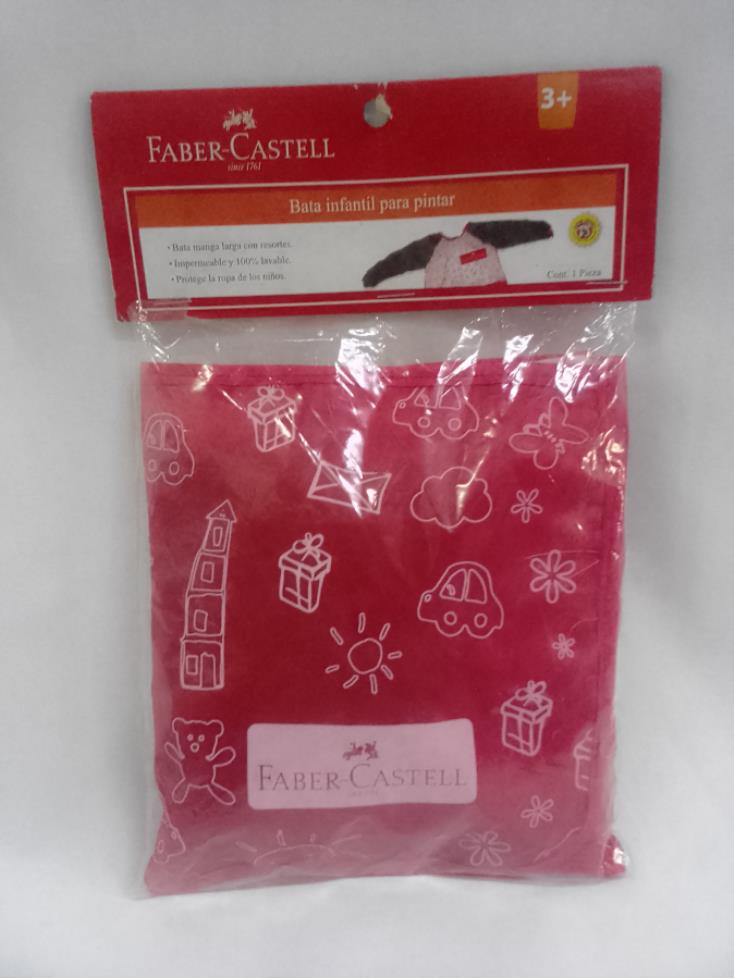 3+
FABER-CASTELL
since 1761
Bata infantil para pintar
• Bata manga larga con resortes.
• Impermeable y 100% lavable.
• Protege la ropa de los niños.
Cont. 1 Pieza
FABER-CASTELL